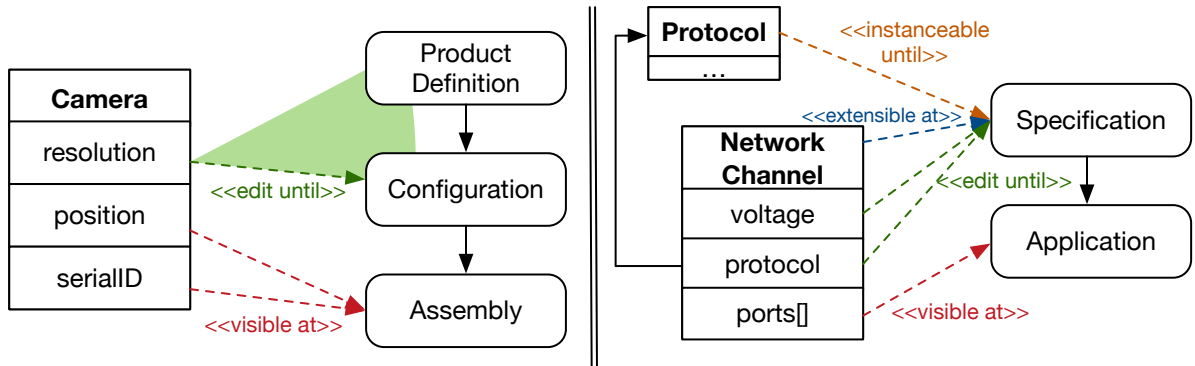 Camera
resolution
position
serialID
Product
Definition
<<edit until>>
Configuration
<<visible at>>
Assembly
Protocol
...
<<instanceable
until>>
<<extensible at>>
Specification
Network
Channel
voltage
protocol
ports[]
<<edit until>>
Application
<<visible at>>